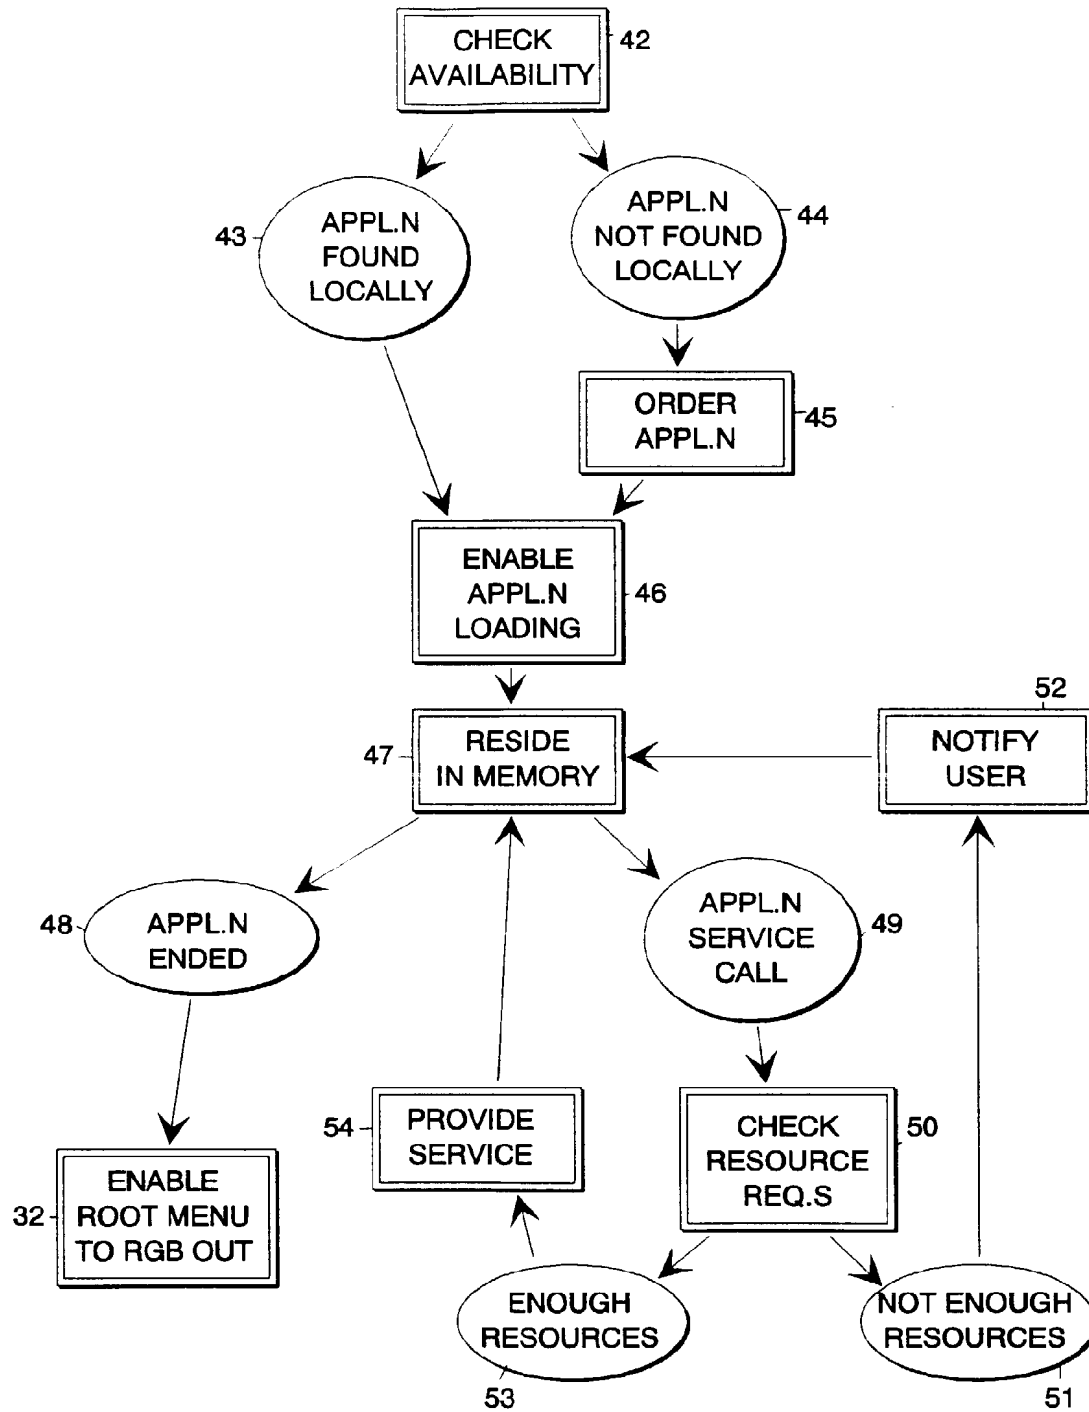 CHECK
AVAILABILITY
42
APPL.N
FOUND
LOCALLY
43
APPL.N
NOT FOUND
LOCALLY
44
ORDER
APPL.N
45
ENABLE
APPL.N
LOADING
46
RESIDE
IN MEMORY
47
NOTIFY
USER
52
APPL.N
ENDED
48
APPL.N
SERVICE
CALL
49
PROVIDE
SERVICE
54
CHECK
RESOURCE
REQ.S
50
ENABLE
ROOT MENU
TO RGB OUT
32
ENOUGH
RESOURCES
53
NOT ENOUGH
RESOURCES
51